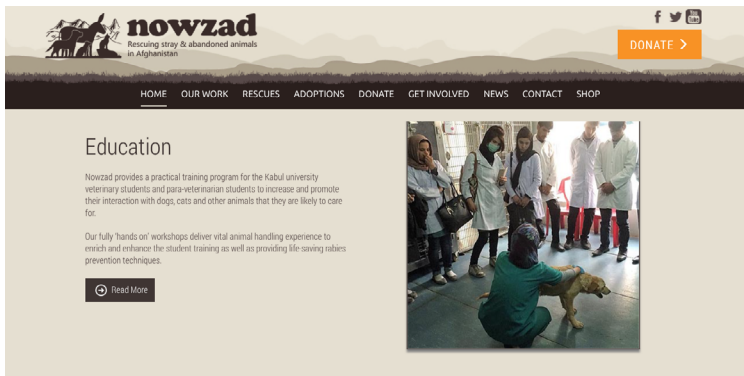 nowzad
Rescuing stray & abandoned animals
in Afghanistan
f
You
Tube
DONATE
HOME OUR WORK RESCUES ADOPTIONS DONATE GET INVOLVED NEWS CONTACT SHOP
Education
Nowzad provides a practical training program for the Kabul university
veterinary students and para-veterinarian students to increase and promote
their interaction with dogs, cats and other animals that they are likely to care
for.
Our fully 'hands on' workshops deliver vital animal handling experience to
enrich and enhance the student training as well as providing life-saving rabies
prevention techniques.
Read More